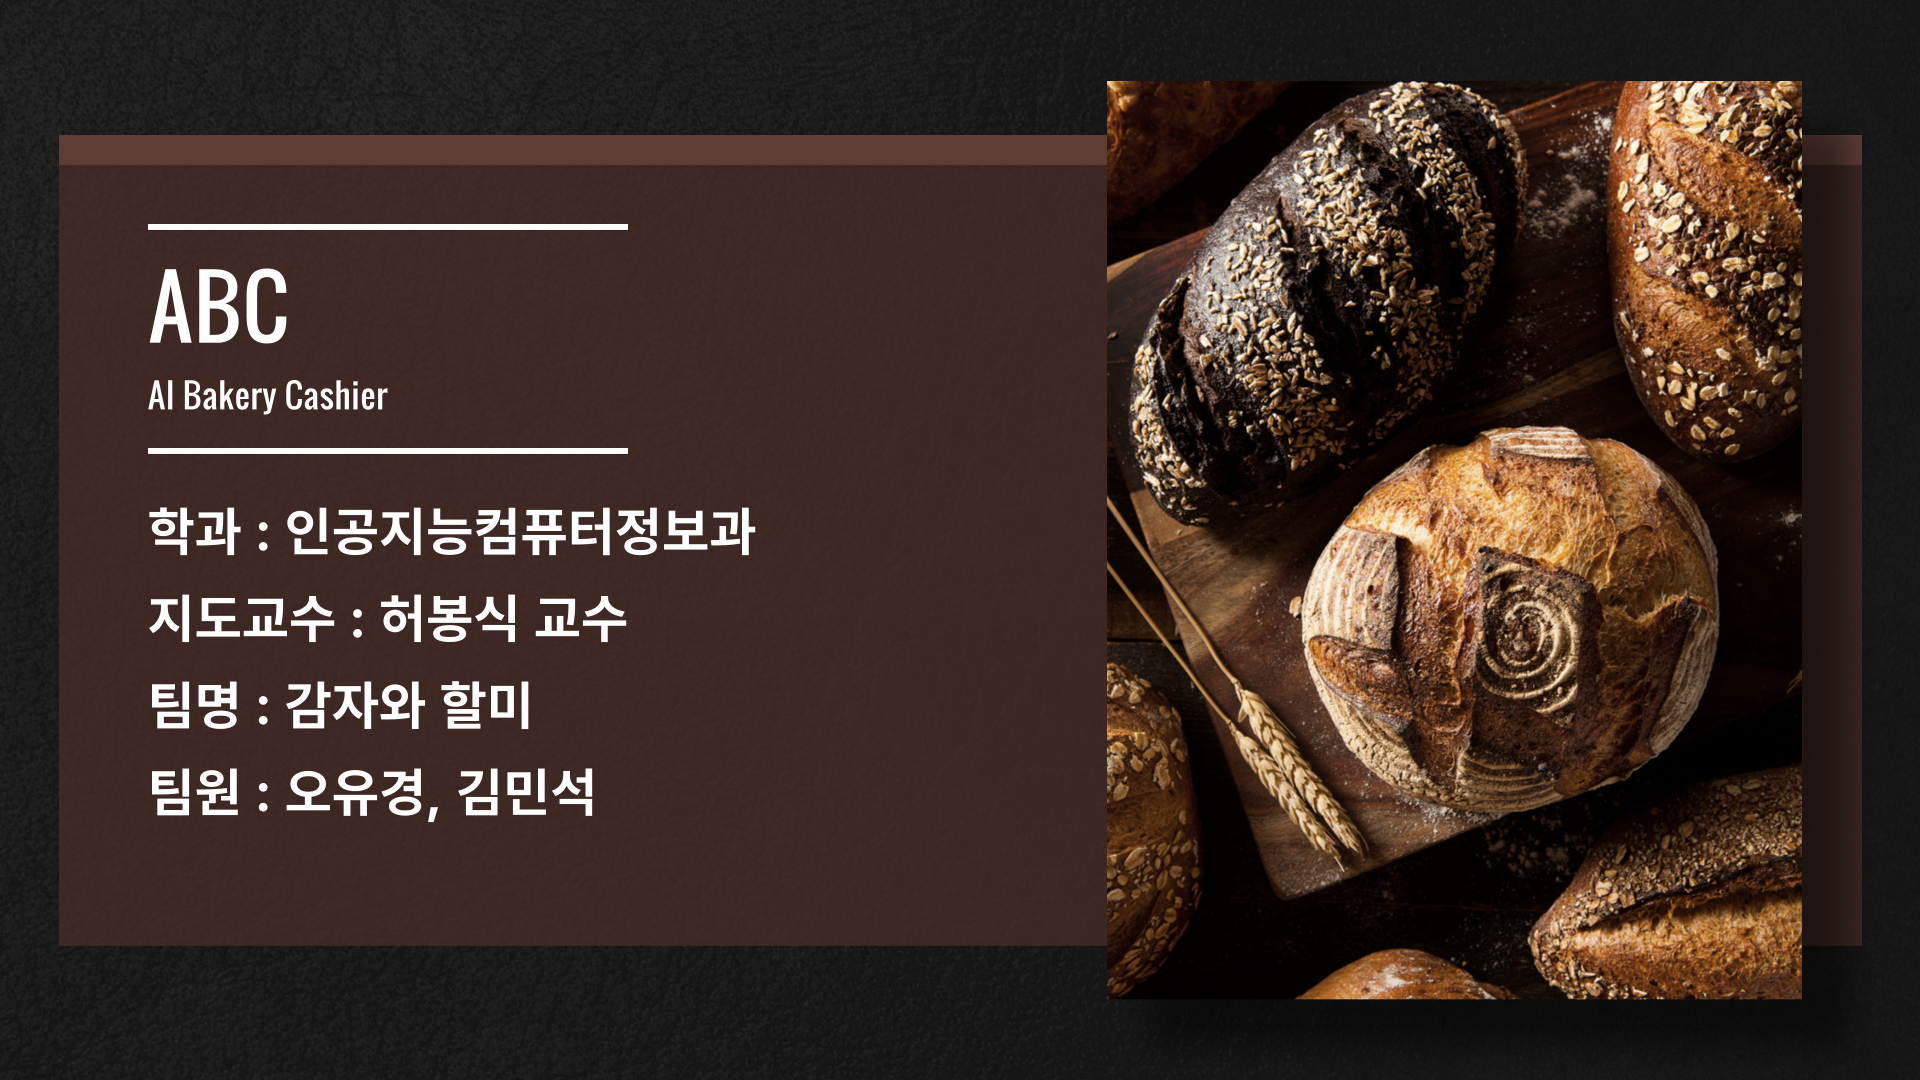 ABC
AI Bakery Cashier
학과 : 인공지능컴퓨터정보과
지도교수 : 허봉식 교수
팀명 : 감자와 할미
팀원 : 오유경, 김민석